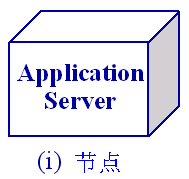 Application
Server
(i) 节点